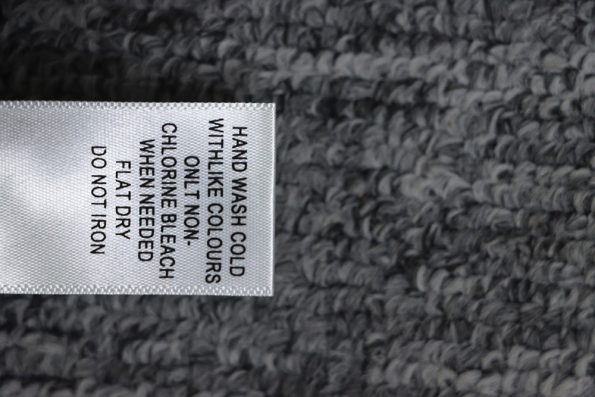 HAND WASH COLD
WITHLIKE COLOURS
ONLT NON-
CHLORINE BLEACH
WHEN NEEDED
FLAT DRY
DO NOT IRON